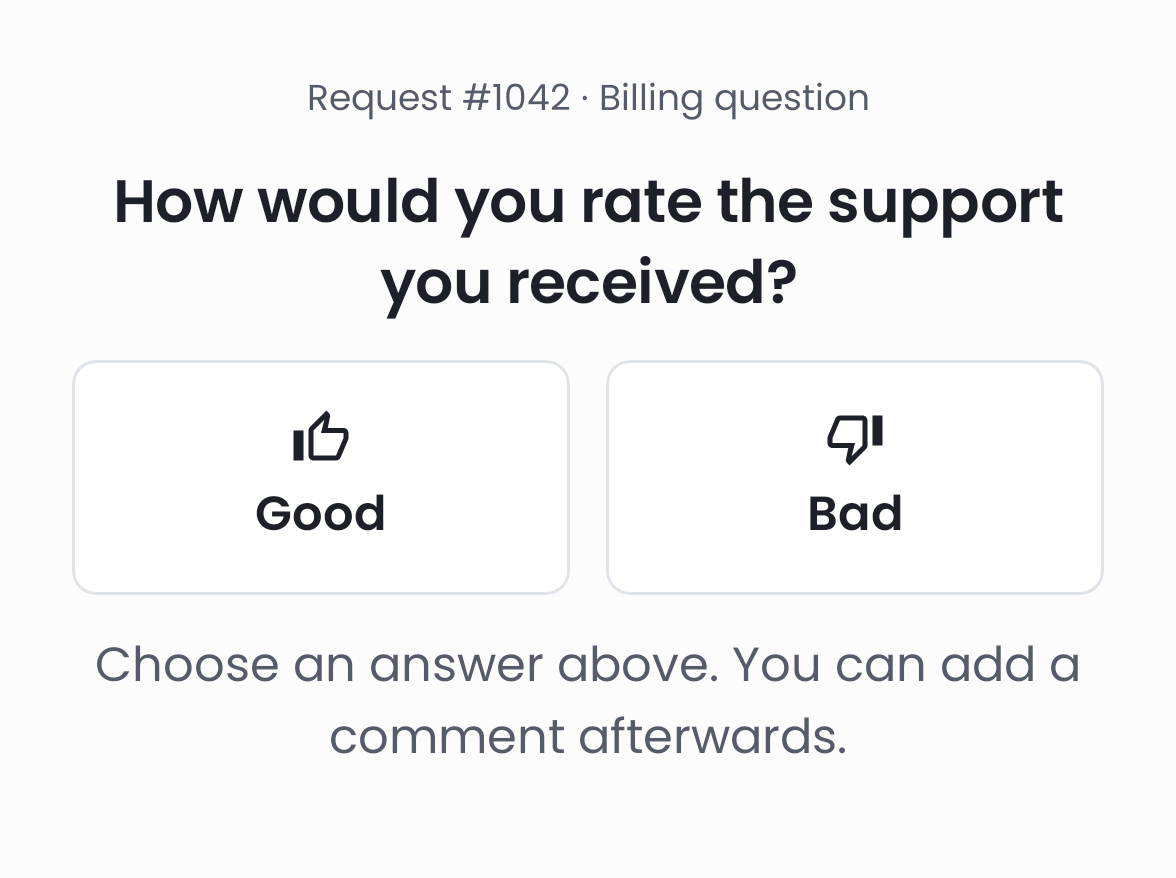 Request #1042 · Billing question
How would you rate the support
you received?
Good
Bad
Choose an answer above. You can add a
comment afterwards.